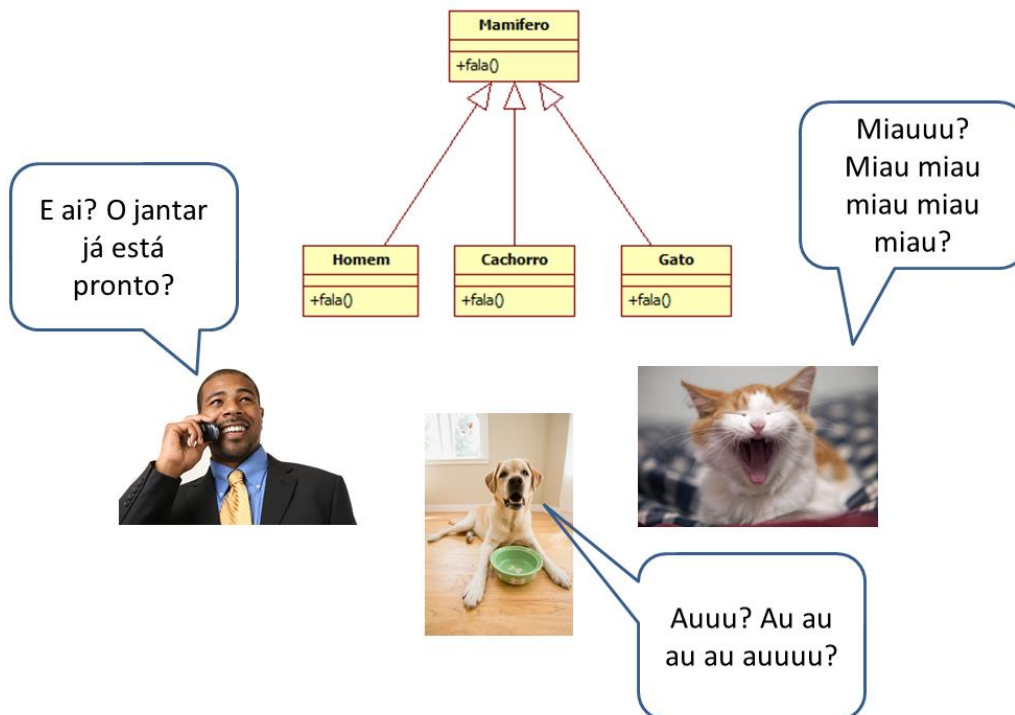 Mamifero
+fala()
Miauuu?
Miau miau
miau miau
miau?
E ai? O jantar
já está
pronto?
Homem
+fala()
Cachorro
+fala()
Gato
+fala()
Auuu? Au au
au au auuuu?